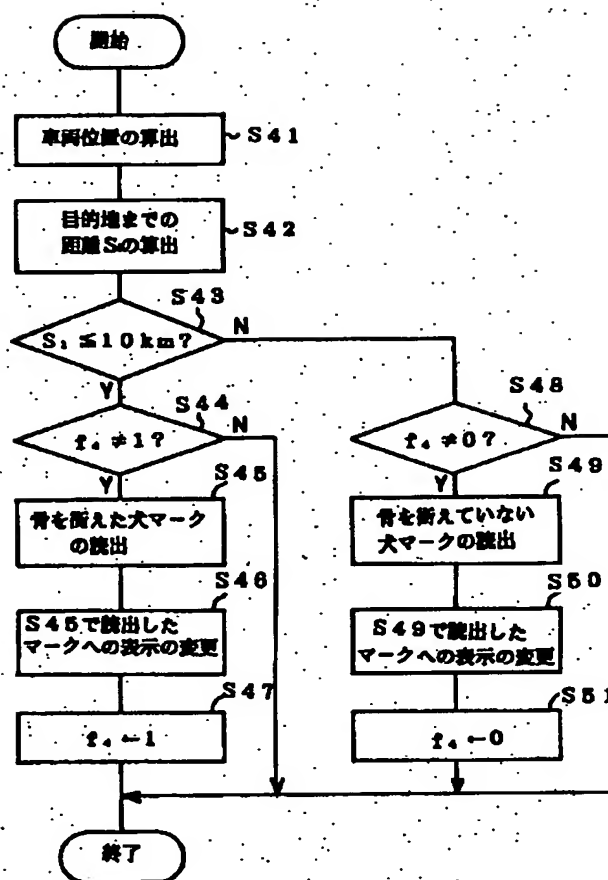 開始
車両位置の算出
S41
目的地までの
距離S₄の算出
S42
S43
S₄≦10km?
N
Y
S44
f₄≠1?
N
Y
S45
骨を銜えた犬マーク
の読出
S46
S45で読出した
マークへの表示の変更
S47
f₄←1
S48
f₄≠0?
N
Y
S49
骨を銜えていない
犬マークの読出
S50
S49で読出した
マークへの表示の変更
S51
f₄←0
終了